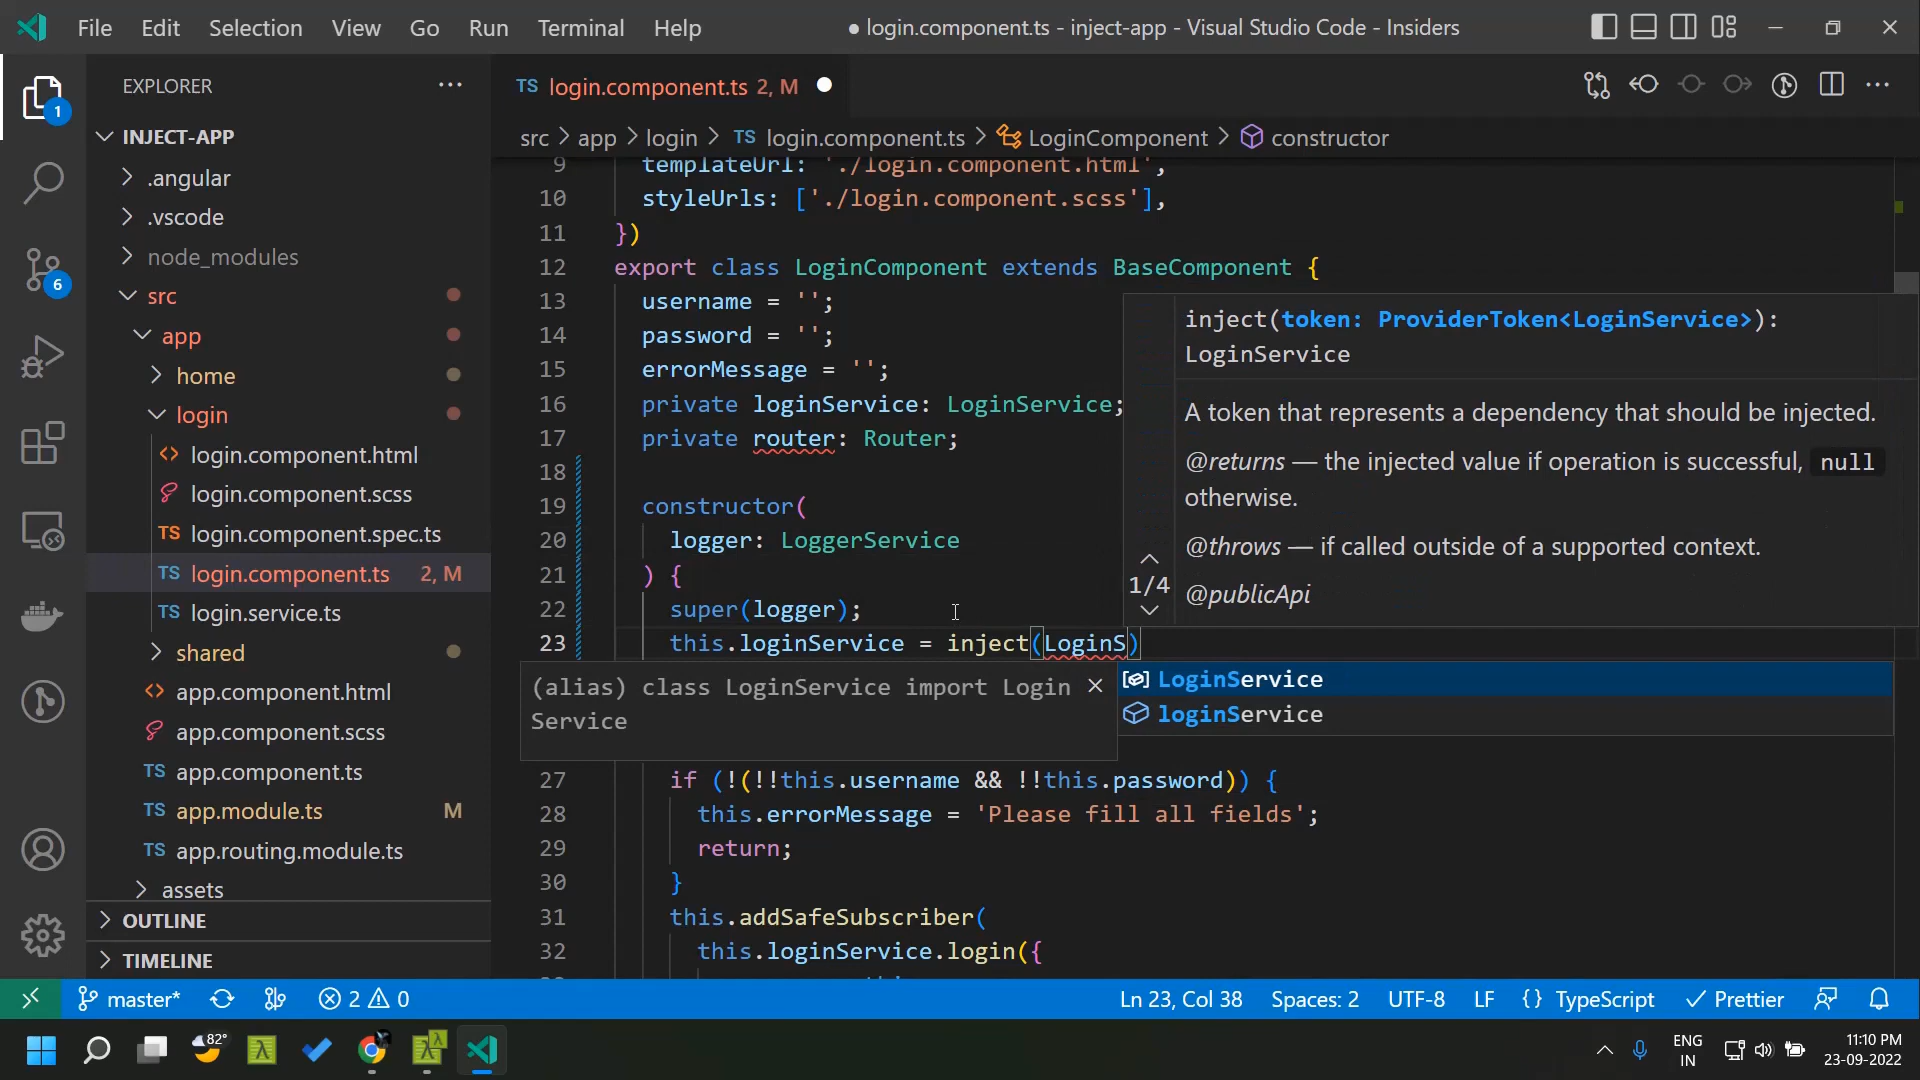 File Edit Selection View Go Run Terminal Help
● login.component.ts - inject-app - Visual Studio Code - Insiders
EXPLORER
TS login.component.ts 2, M
INJECT-APP
src > app > login > TS login.component.ts > LoginComponent > constructor
.angular
.vscode
node_modules
src
app
home
login
login.component.html
login.component.scss
TS login.component.spec.ts
TS login.component.ts 2, M
TS login.service.ts
shared
app.component.html
app.component.scss
TS app.component.ts
TS app.module.ts M
TS app.routing.module.ts
assets
OUTLINE
TIMELINE
1
6
9 templateUrl: './login.component.html',
10 styleUrls: ['./login.component.scss'],
11 })
12 export class LoginComponent extends BaseComponent {
13 username = '';
14 password = '';
15 errorMessage = '';
16 private loginService: LoginService;
17 private router: Router;
18
19 constructor(
20 logger: LoggerService
21 ) {
22 super(logger);
23 this.loginService = inject(LoginS)
27 if (!(!!this.username && !!this.password)) {
28 this.errorMessage = 'Please fill all fields';
29 return;
30 }
31 this.addSafeSubscriber(
32 this.loginService.login({
inject(token: ProviderToken<LoginService>):
LoginService
A token that represents a dependency that should be injected.
@returns — the injected value if operation is successful, null
otherwise.
@throws — if called outside of a supported context.
1/4
@publicApi
(alias) class LoginService import Login
Service
LoginService
loginService
master* 2 0
Ln 23, Col 38 Spaces: 2 UTF-8 LF {} TypeScript Prettier
82°
ENG
IN
11:10 PM
23-09-2022